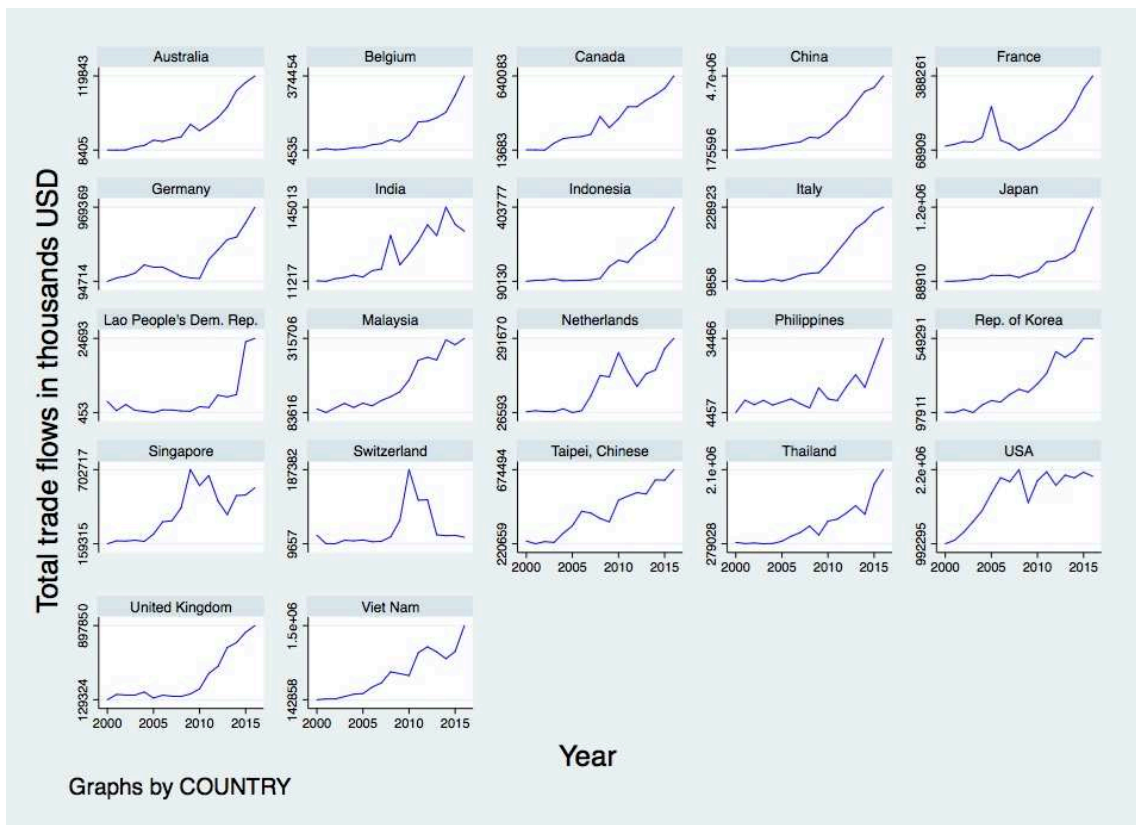 Total trade flows in thousands USD
Australia
119843
8405
Belgium
374454
4535
Canada
640083
13683
China
4.7e+06
175596
France
388261
68909
Germany
969369
94714
India
145013
11217
Indonesia
403777
90130
Italy
228923
9858
Japan
1.2e+06
88910
Lao People's Dem. Rep.
24693
453
Malaysia
315706
83616
Netherlands
291670
26593
Philippines
34466
4457
Rep. of Korea
549291
97911
Singapore
702717
159315
Switzerland
187382
9657
Taipei, Chinese
674494
220659
2000 2005 2010 2015
Thailand
2.1e+06
279028
2000 2005 2010 2015
USA
2.2e+06
992295
2000 2005 2010 2015
United Kingdom
897850
129324
2000 2005 2010 2015
Viet Nam
1.5e+06
142858
2000 2005 2010 2015
Year
Graphs by COUNTRY